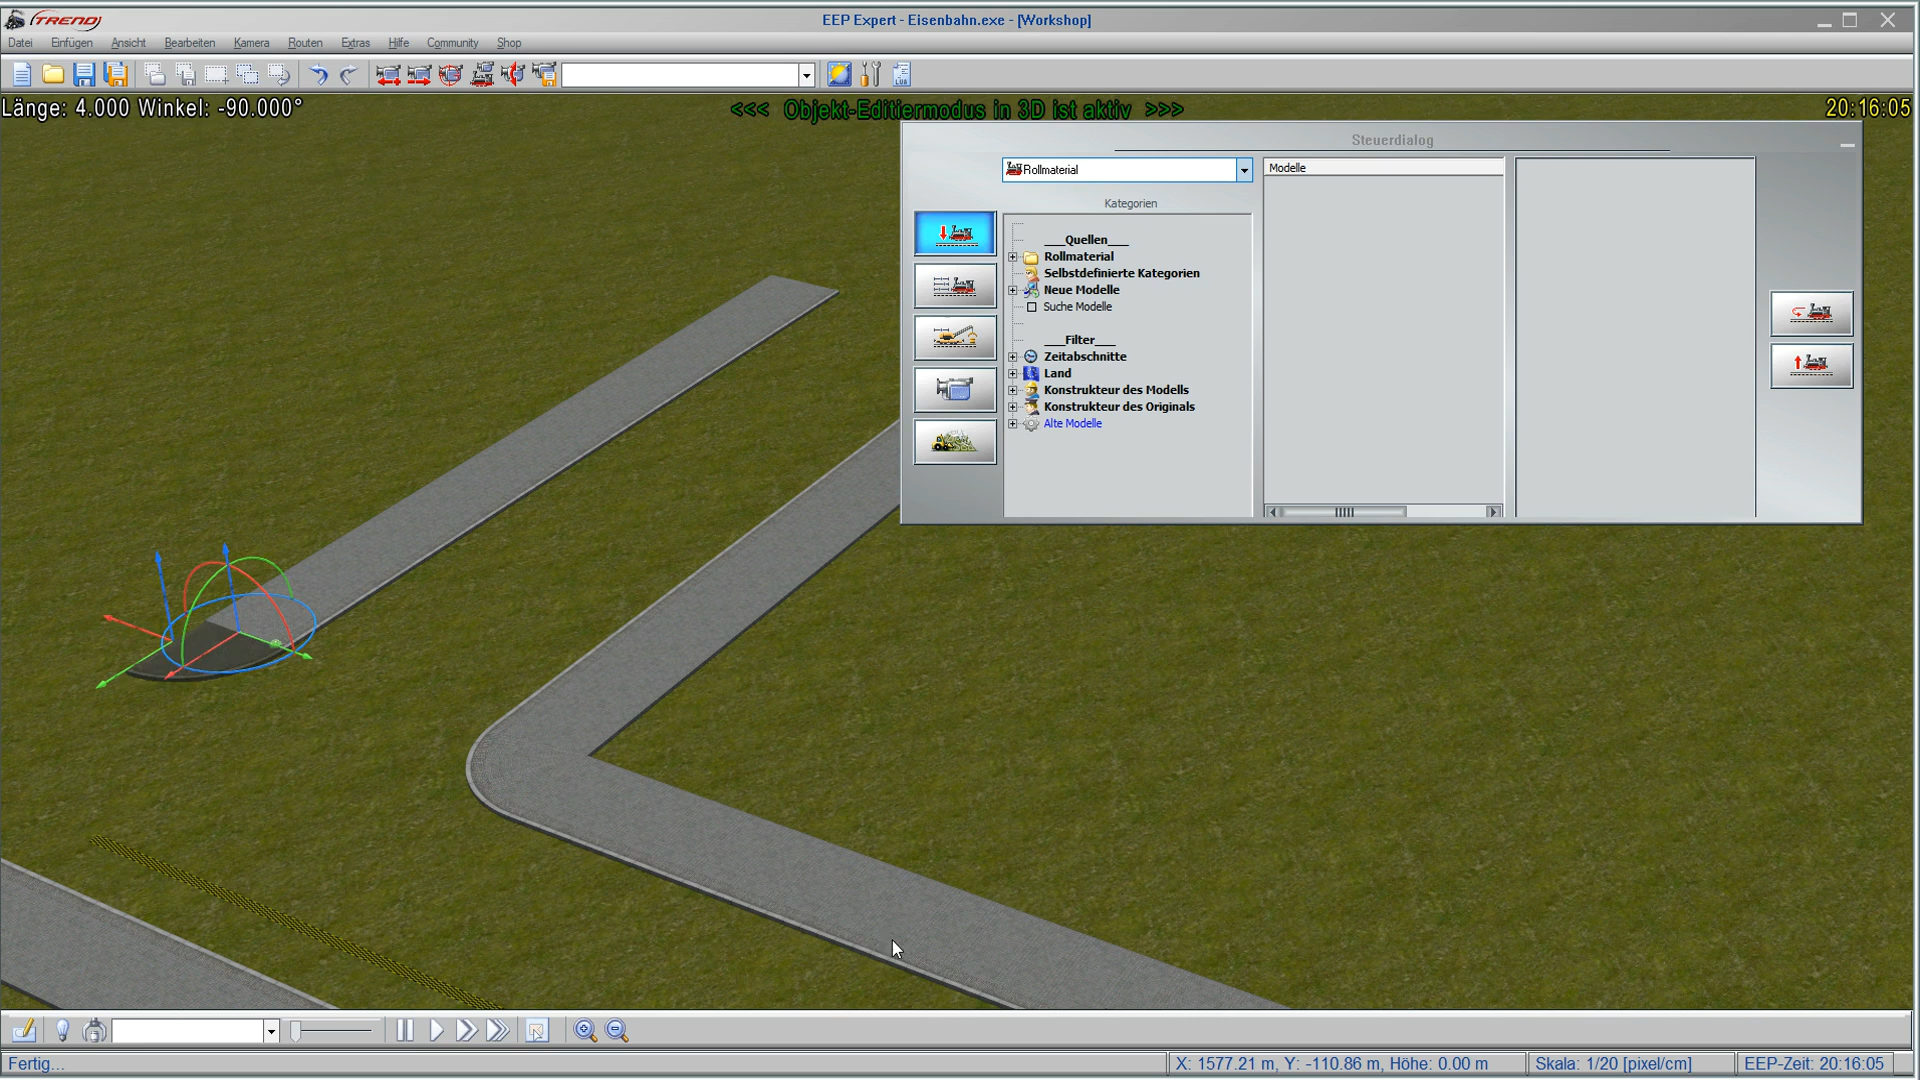 TREND
EEP Expert - Eisenbahn.exe - [Workshop]
Datei Einfügen Ansicht Bearbeiten Kamera Routen Extras Hilfe Community Shop
LUA
Länge: 4.000 Winkel: -90.000°
<<< Objekt-Editiermodus in 3D ist aktiv >>>
20:16:05
Steuerdialog
Rollmaterial
Modelle
Kategorien
___Quellen___
Rollmaterial
Selbstdefinierte Kategorien
Neue Modelle
Suche Modelle
___Filter___
Zeitabschnitte
Land
Konstrukteur des Modells
Konstrukteur des Originals
Alte Modelle
Fertig...
X: 1577.21 m, Y: -110.86 m, Höhe: 0.00 m
Skala: 1/20 [pixel/cm]
EEP-Zeit: 20:16:05